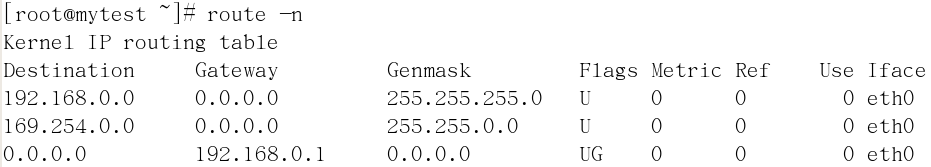 [root@mytest ~]# route -n
Kernel IP routing table
Destination Gateway Genmask Flags Metric Ref Use Iface
192.168.0.0 0.0.0.0 255.255.255.0 U 0 0 0 eth0
169.254.0.0 0.0.0.0 255.255.0.0 U 0 0 0 eth0
0.0.0.0 192.168.0.1 0.0.0.0 UG 0 0 0 eth0